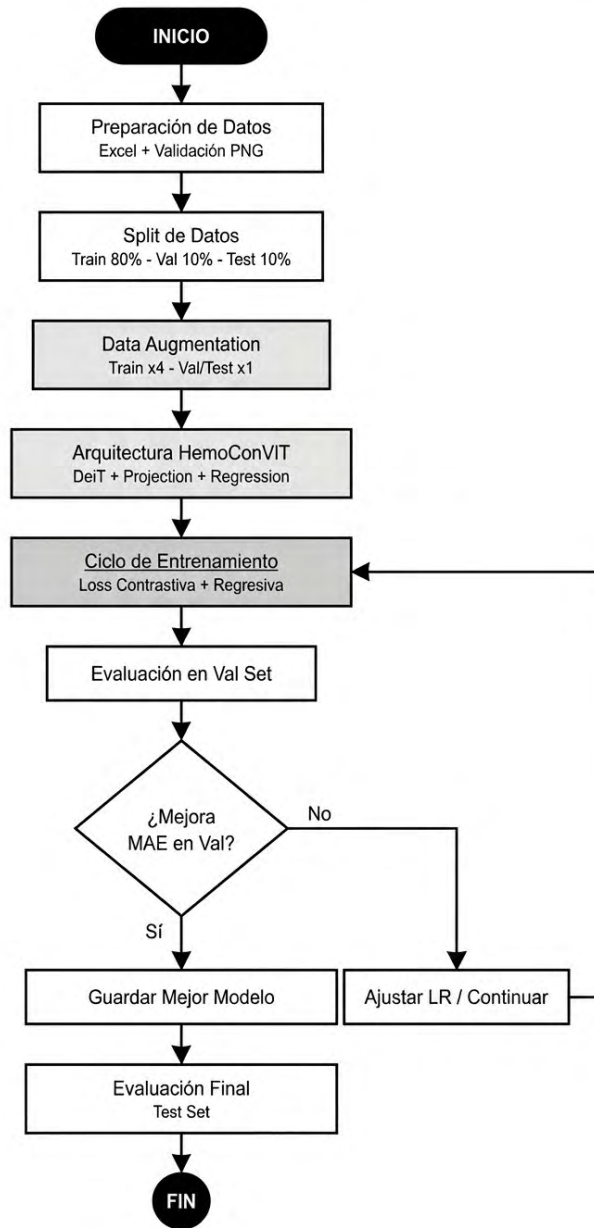 INICIO
Preparación de Datos
Excel + Validación PNG
Split de Datos
Train 80% - Val 10% - Test 10%
Data Augmentation
Train x4 - Val/Test x1
Arquitectura HemoConVIT
DeiT + Projection + Regression
Ciclo de Entrenamiento
Loss Contrastiva + Regresiva
Evaluación en Val Set
¿Mejora
MAE en Val?
No
Sí
Guardar Mejor Modelo
Ajustar LR / Continuar
Evaluación Final
Test Set
FIN